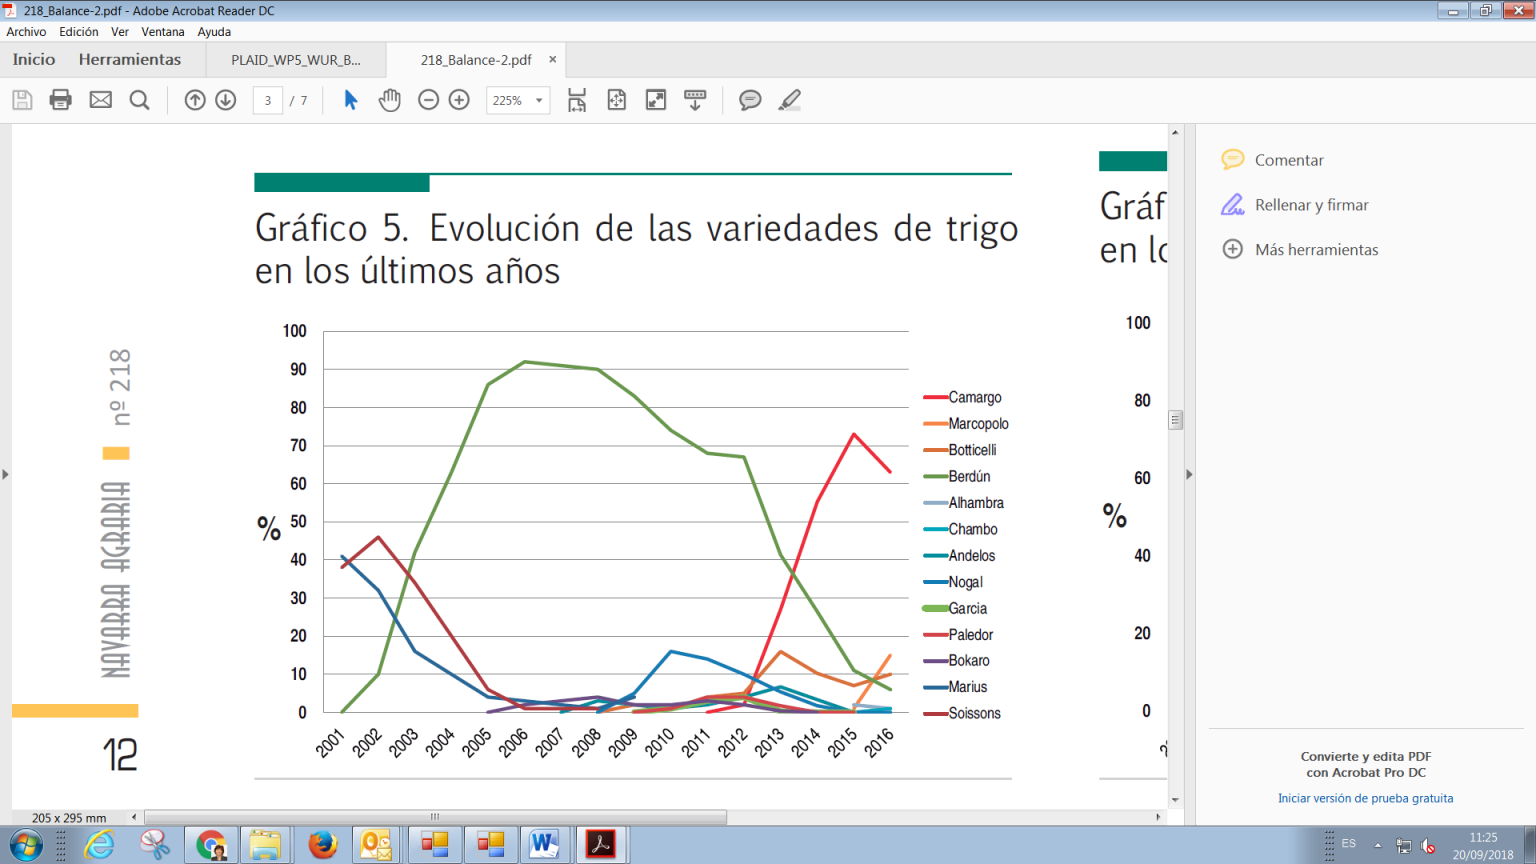 218_Balance-2.pdf - Adobe Acrobat Reader DC
Archivo Edición Ver Ventana Ayuda
Inicio Herramientas PLAID_WP5_WUR_B... 218_Balance-2.pdf ×
3 / 7 225%
Gráfico 5. Evolución de las variedades de trigo
en los últimos años
100
90
80
70
60
50
40
30
20
10
0
%
2001 2002 2003 2004 2005 2006 2007 2008 2009 2010 2011 2012 2013 2014 2015 2016
Camargo
Marcopolo
Botticelli
Berdún
Alhambra
Chambo
Andelos
Nogal
Garcia
Paledor
Bokaro
Marius
Soissons
nº 218
NAVARRA AGRARIA
12
Gráf
en lo
100
80
60
40
20
0
%
Comentar
Rellenar y firmar
Más herramientas
Convierte y edita PDF
con Acrobat Pro DC
Iniciar versión de prueba gratuita
205 x 295 mm
ES
11:25
20/09/2018